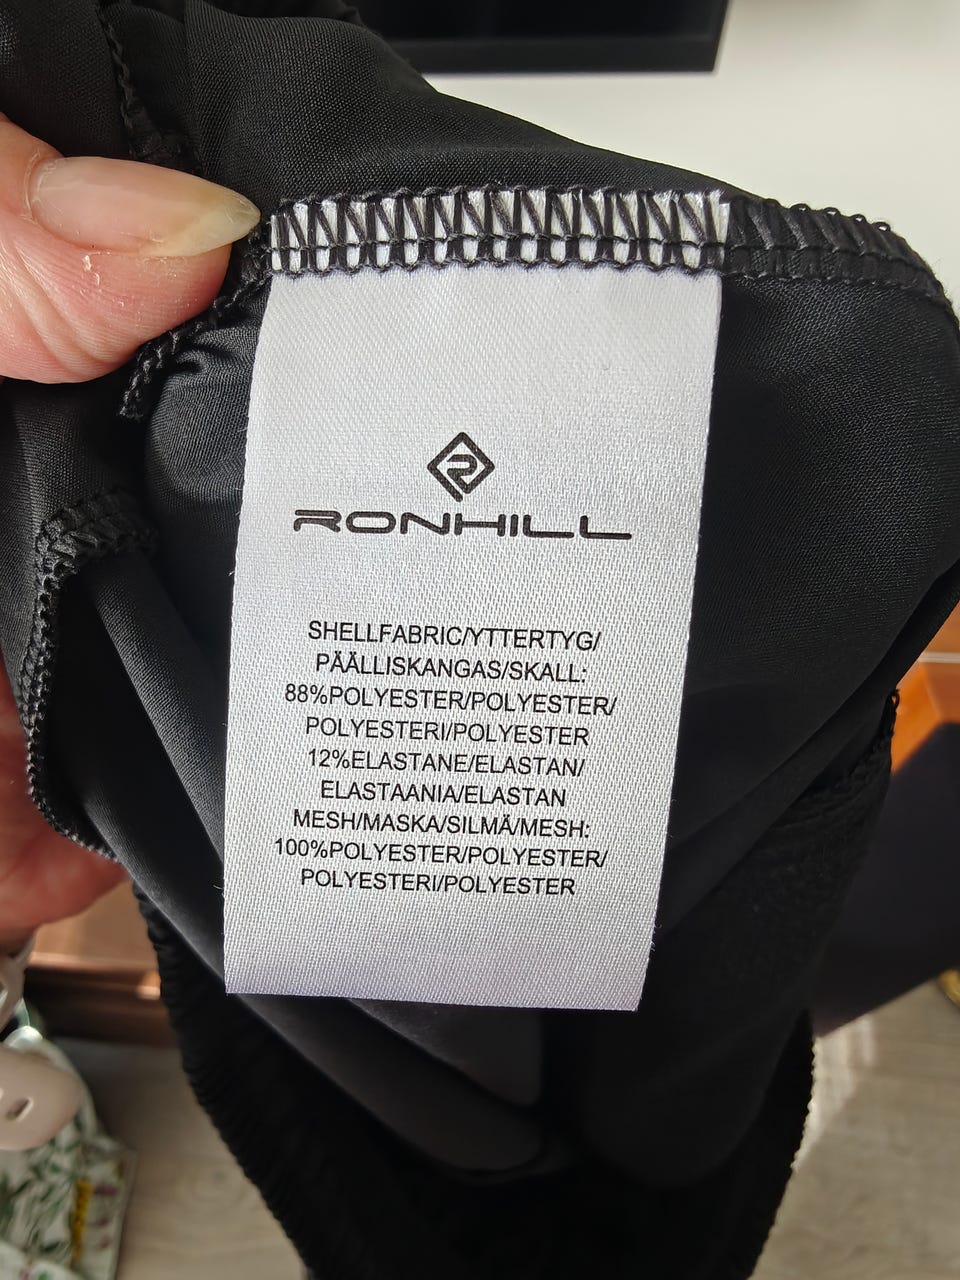 RONHILL
SHELLFABRIC/YTTERTYG/
PÄÄLLISKANGAS/SKALL:
88%POLYESTER/POLYESTER/
POLYESTERI/POLYESTER
12%ELASTANE/ELASTAN/
ELASTAANIA/ELASTAN
MESH/MASKA/SILMÄ/MESH:
100%POLYESTER/POLYESTER/
POLYESTERI/POLYESTER